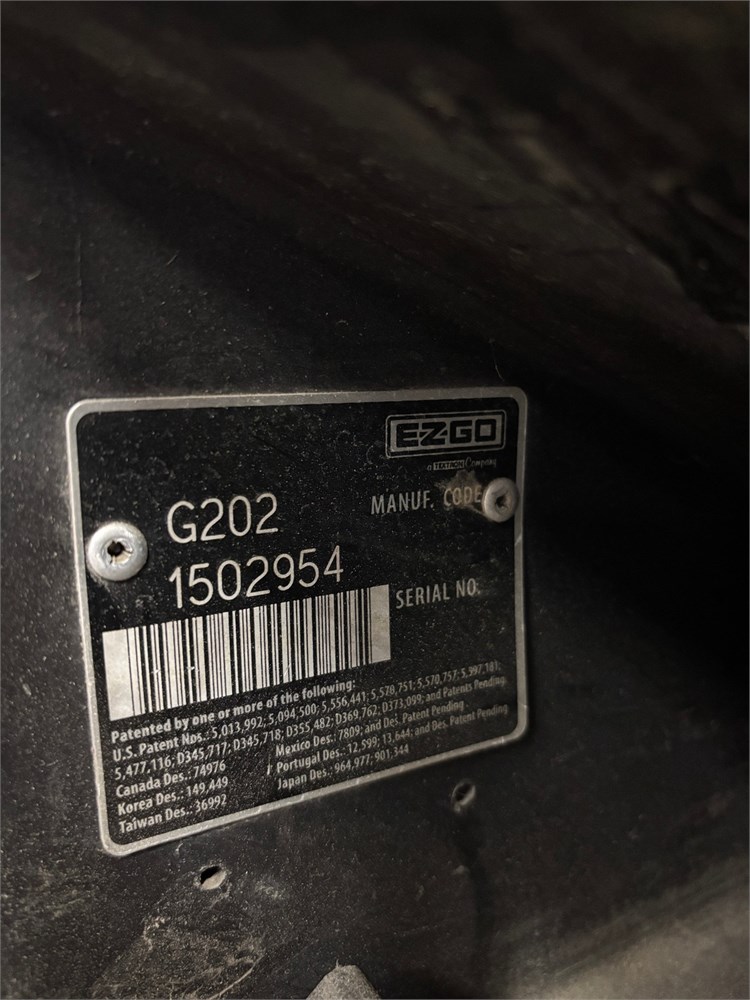 E-Z-GO
a TEXTRON Company
G202
MANUF. CODE
1502954
SERIAL NO.
Patented by one or more of the following:
U.S. Patent Nos.: 5,013,992; 5,094,500; 5,556,441; 5,570,751; 5,570,757; 5,997,181;
5,477,116; D345,717; D345,718; D355,482; D369,762; D373,099; and Patents Pending.
Canada Des.: 74976
Mexico Des.: 7809; and Des. Patent Pending
Korea Des.: 149,449
Portugal Des.: 12,599; 13,644; and Des. Patent Pending
Taiwan Des.: 36992
Japan Des.: 964,977; 901,344